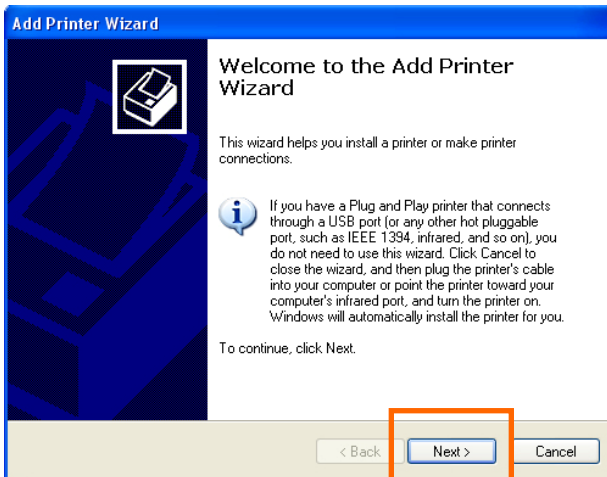 Add Printer Wizard
Welcome to the Add Printer
Wizard
This wizard helps you install a printer or make printer
connections.
If you have a Plug and Play printer that connects
through a USB port (or any other hot pluggable
port, such as IEEE 1394, infrared, and so on), you
do not need to use this wizard. Click Cancel to
close the wizard, and then plug the printer's cable
into your computer or point the printer toward your
computer's infrared port, and turn the printer on.
Windows will automatically install the printer for you.
To continue, click Next.
< Back Next > Cancel